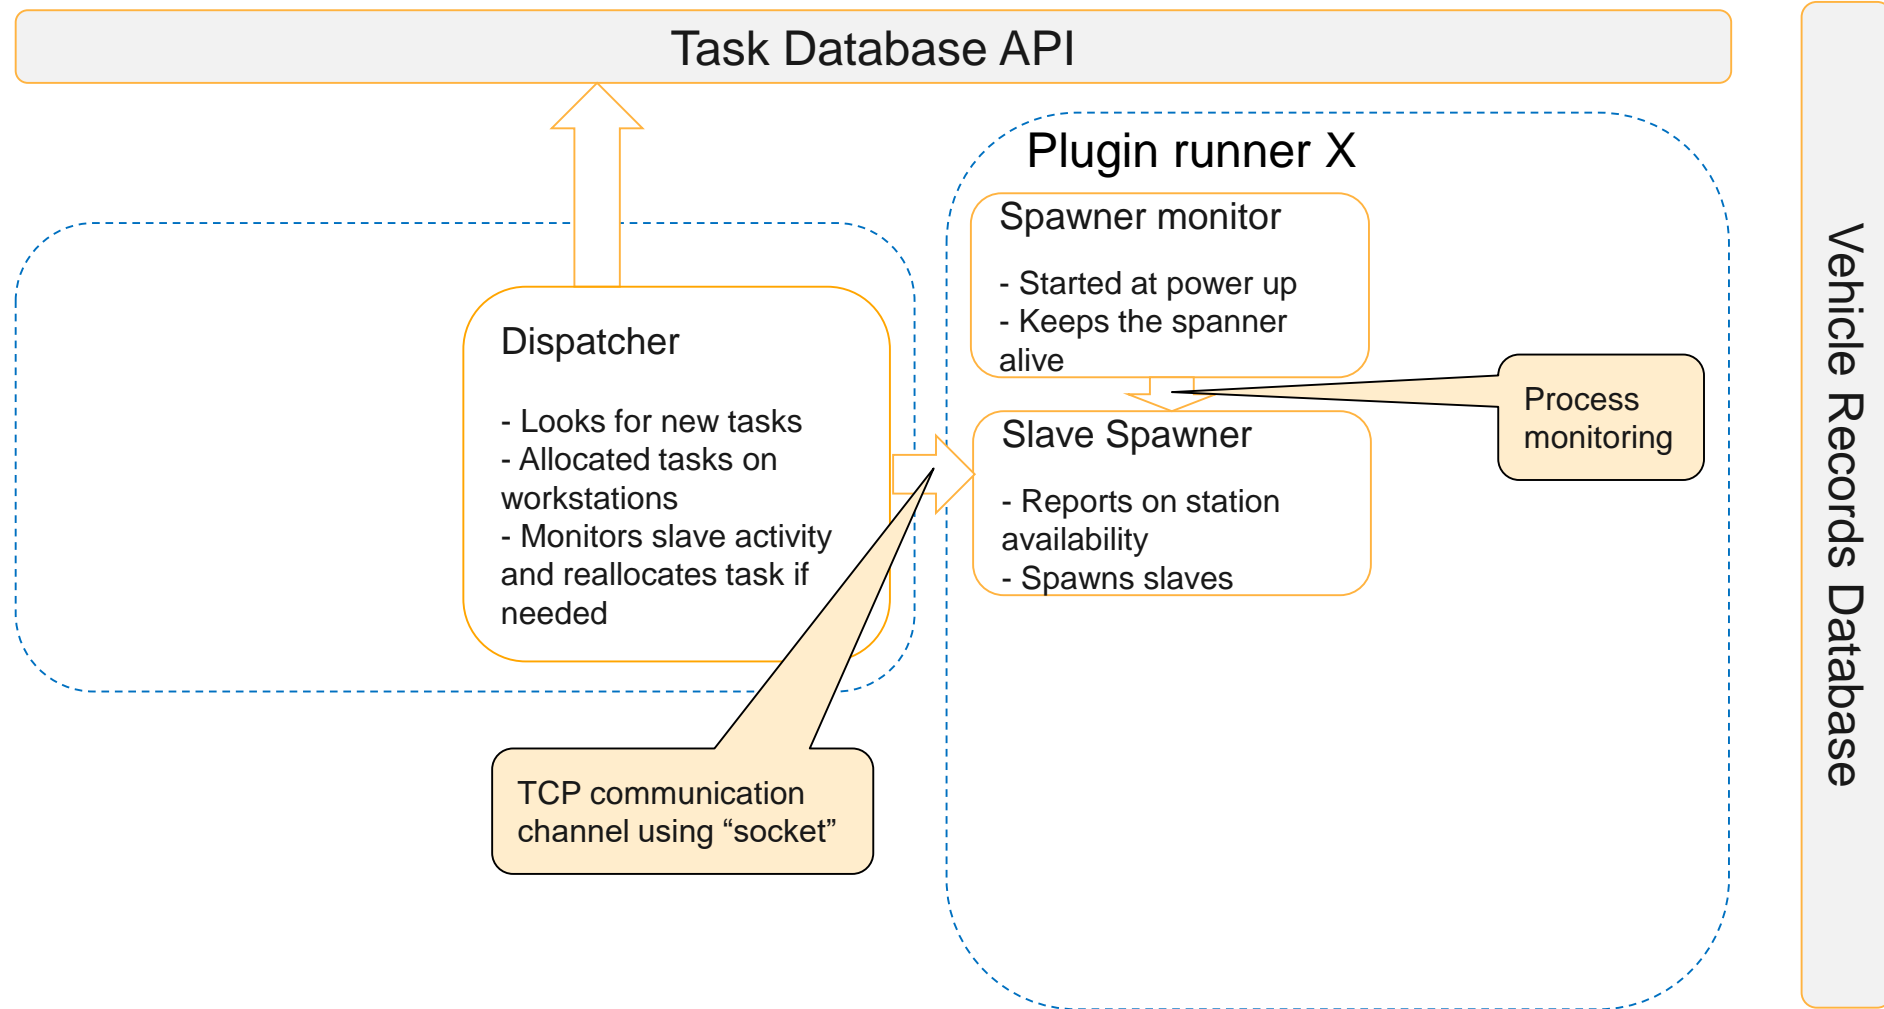 Task Database API
Plugin runner X
Spawner monitor
- Started at power up
- Keeps the spanner
alive
Dispatcher
- Looks for new tasks
- Allocated tasks on
workstations
- Monitors slave activity
and reallocates task if
needed
Process
monitoring
Slave Spawner
- Reports on station
availability
- Spawns slaves
TCP communication
channel using “socket”
Vehicle Records Database